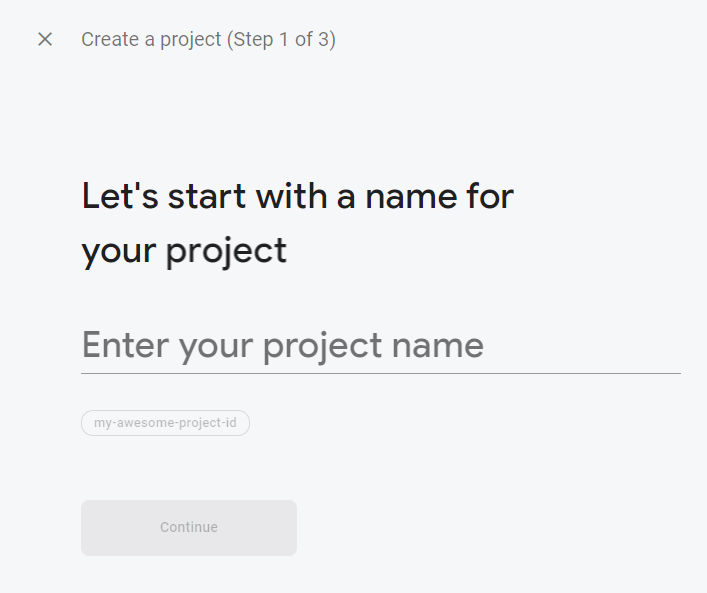 Create a project (Step 1 of 3)
Let's start with a name for
your project
Enter your project name
my-awesome-project-id
Continue